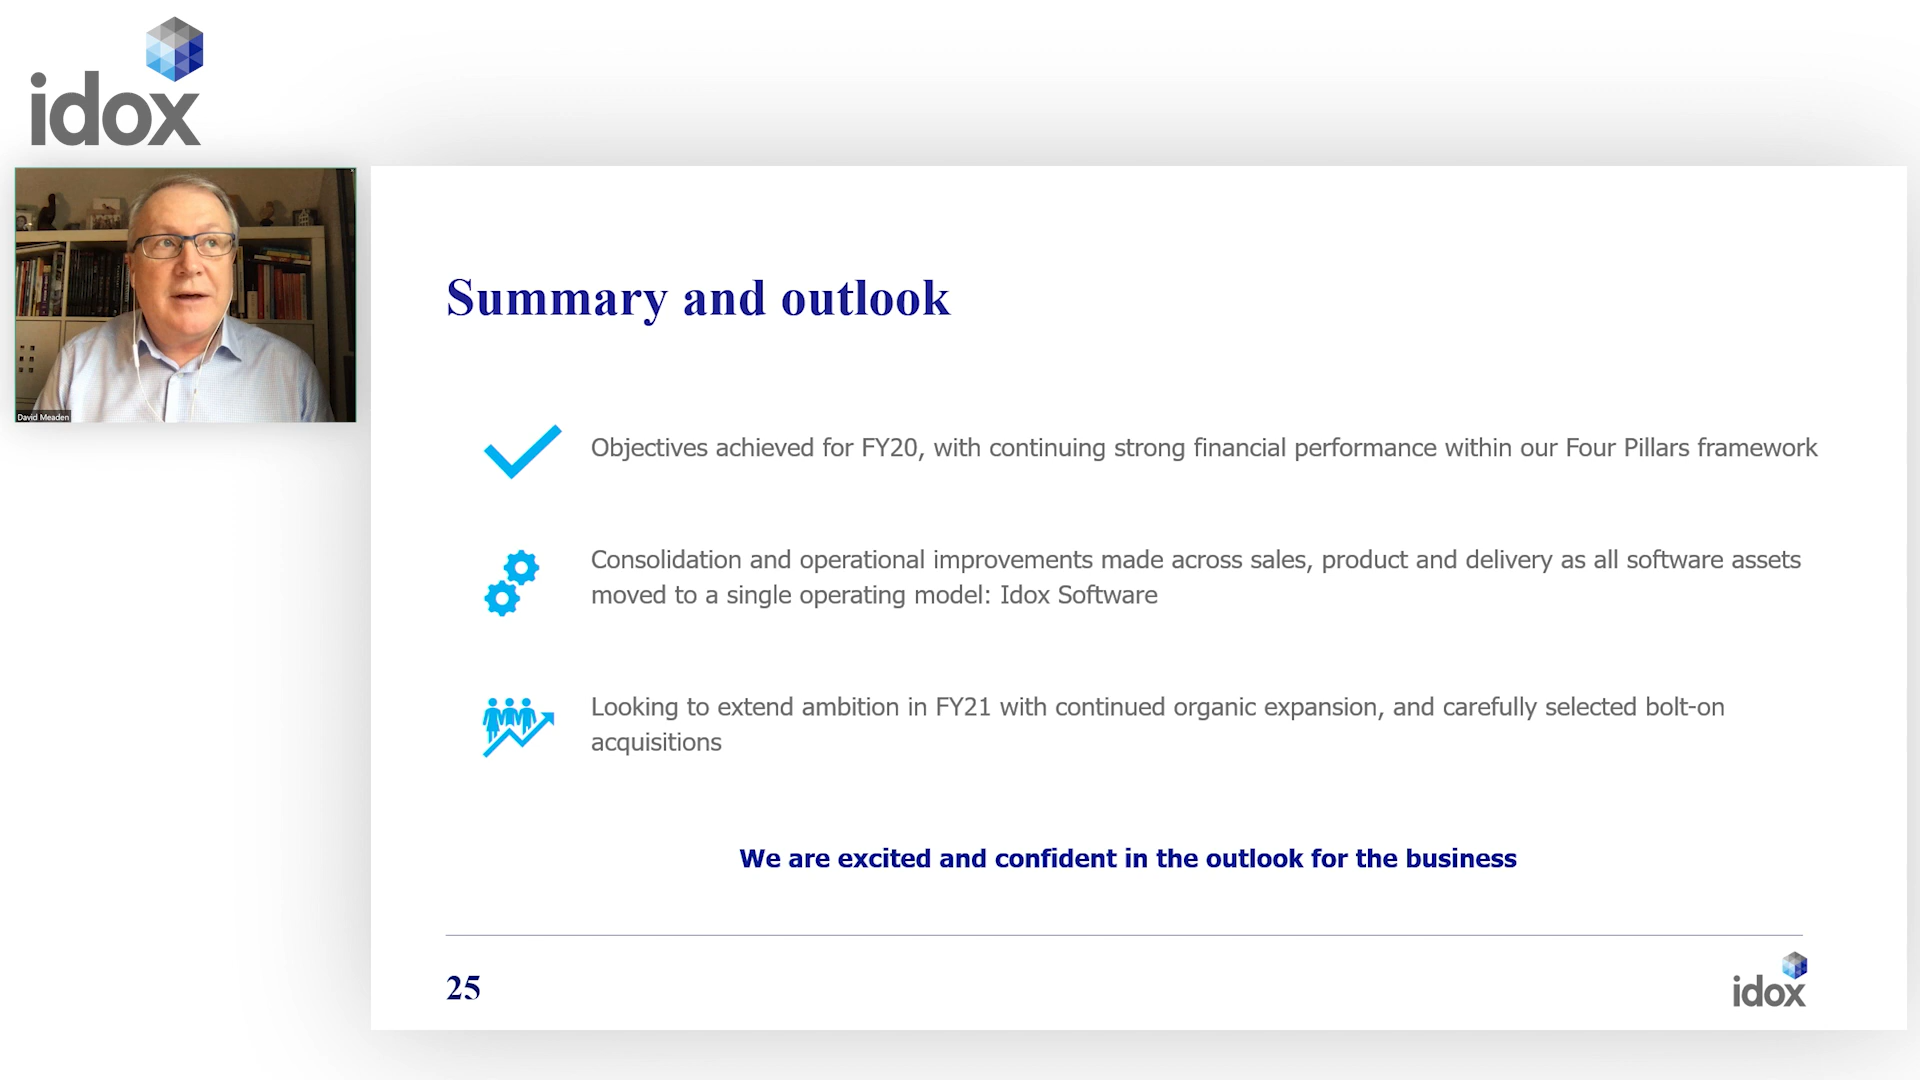 idox
David Meaden
Summary and outlook
Objectives achieved for FY20, with continuing strong financial performance within our Four Pillars framework
Consolidation and operational improvements made across sales, product and delivery as all software assets
moved to a single operating model: Idox Software
Looking to extend ambition in FY21 with continued organic expansion, and carefully selected bolt-on
acquisitions
We are excited and confident in the outlook for the business
25
idox